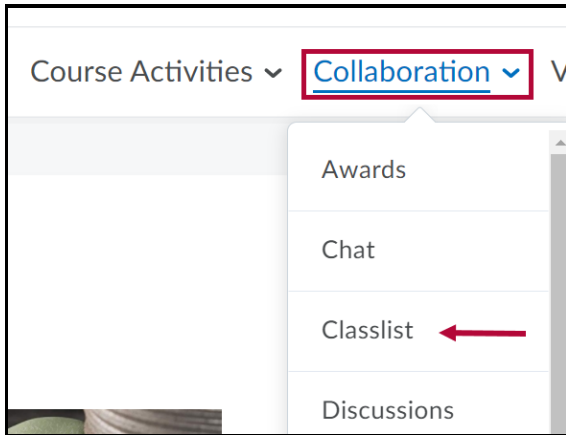 Course Activities Collaboration V
Awards
Chat
Classlist
Discussions